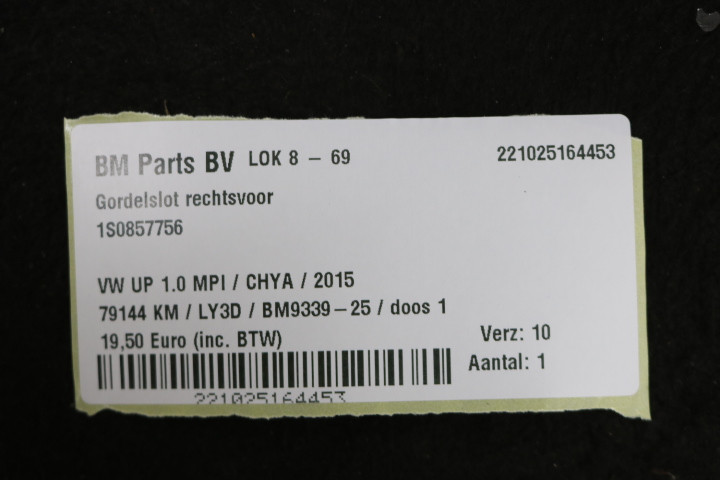 BM Parts BV LOK 8 - 69 221025164453
Gordelslot rechtsvoor
1S0857756
VW UP 1.0 MPI / CHYA / 2015
79144 KM / LY3D / BM9339-25 / doos 1
19,50 Euro (inc. BTW) Verz: 10
Aantal: 1
221025164453